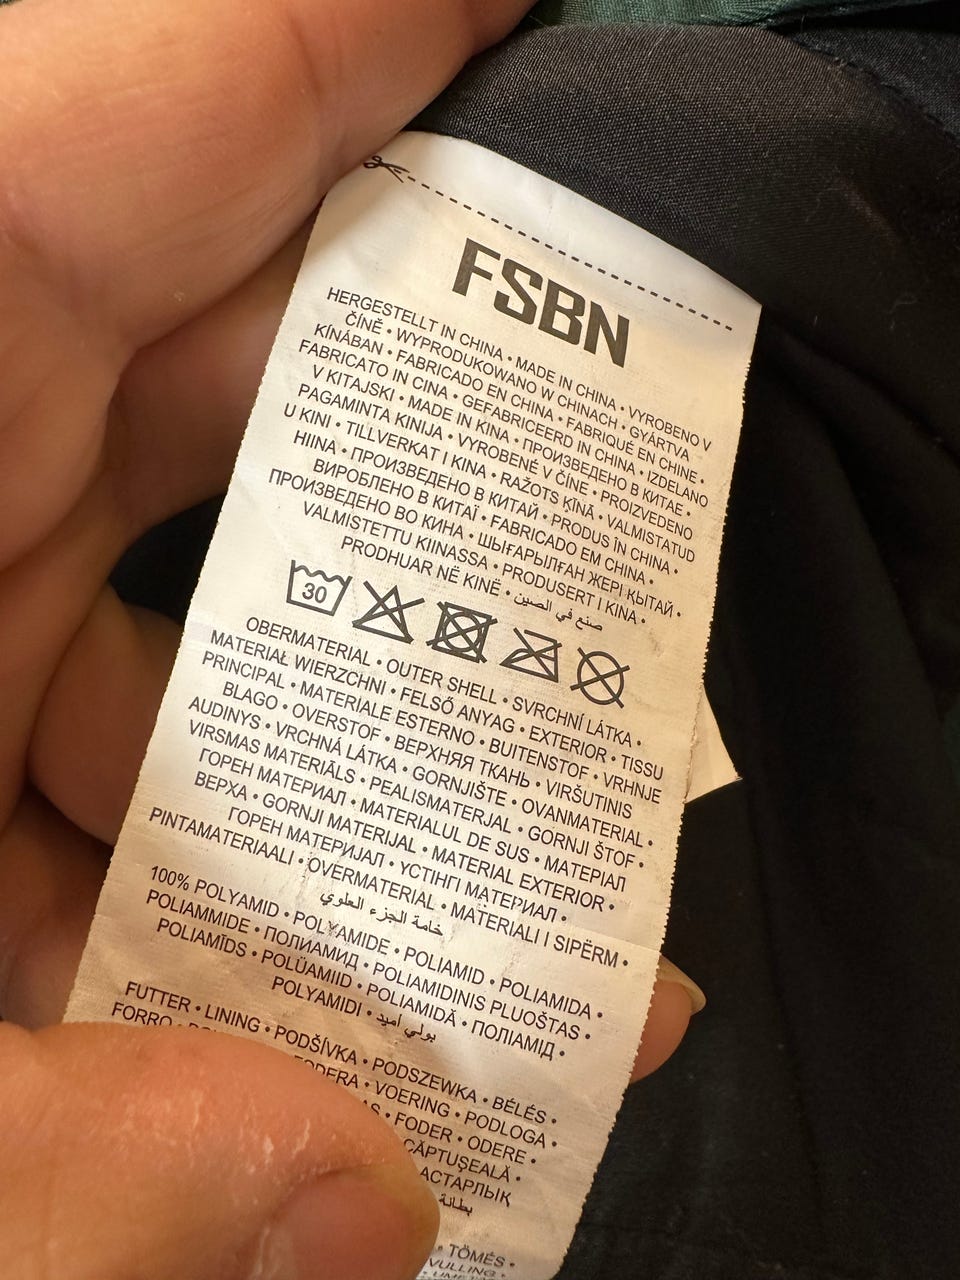 FSBN
HERGESTELLT IN CHINA • MADE IN CHINA • VYROBENO V
ČÍNĚ • WYPRODUKOWANO W CHINACH • GYÁRTVA
KÍNÁBAN • FABRICADO EN CHINA • FABRIQUÉ EN CHINE •
FABRICATO IN CINA • GEFABRICEERD IN CHINA • IZDELANO
V KITAJSKI • MADE IN KINA • ПРОИЗВЕДЕНО В КИТАЕ •
PAGAMINTA KINIJA • VYROBENÉ V ČÍNE • PROIZVEDENO
U KINI • TILLVERKAT I KINA • RAŽOTS ĶĪNĀ • VALMISTATUD
HIINA • ПРОИЗВЕДЕНО В КИТАЙ • PRODUS ÎN CHINA •
ВИРОБЛЕНО В КИТАЇ • FABRICADO EM CHINA •
ПРОИЗВЕДЕНО ВО КИНА • ШЫҒАРЫЛҒАН ЖЕРІ ҚЫТАЙ •
VALMISTETTU KIINASSA • PRODUSERT I KINA •
PRODHUAR NË KINË • صنع في الصين
30
OBERMATERIAL • OUTER SHELL • SVRCHNÍ LÁTKA •
MATERIAŁ WIERZCHNI • FELSŐ ANYAG • EXTERIOR • TISSU
PRINCIPAL • MATERIALE ESTERNO • BUITENSTOF • VRHNJE
BLAGO • OVERSTOF • ВЕРХНЯЯ ТКАНЬ • VIRŠUTINIS
AUDINYS • VRCHNÁ LÁTKA • GORNJIŠTE • OVANMATERIAL •
VIRSMAS MATERIĀLS • PEALISMATERJAL • GORNJI ŠTOF •
ГОРЕН МАТЕРИАЛ • MATERIALUL DE SUS • МАТЕРІАЛ
ВЕРХА • GORNJI MATERIJAL • MATERIAL EXTERIOR •
ГОРЕН МАТЕРИЈАЛ • ҮСТІҢГІ МАТЕРИАЛ •
PINTAMATERIAALI • OVERMATERIAL • MATERIALI I SIPËRM •
خامة الجزء العلوي
100% POLYAMID • POLYAMIDE • POLIAMID • POLIAMIDA •
POLIAMMIDE • ПОЛИАМИД • POLIAMIDINIS PLUOŠTAS •
POLIAMĪDS • POLÜAMIID • POLIAMIDĂ • ПОЛІАМІД •
POLYAMIDI • بولي أميد
FUTTER • LINING • PODŠÍVKA • PODSZEWKA • BÉLÉS •
FORRO • FODERA • VOERING • PODLOGA •
• FODER • ODERE •
CĂPTUŞEALĂ •
АСТАРЛЫҚ
بطانة
• TÖMÉS •